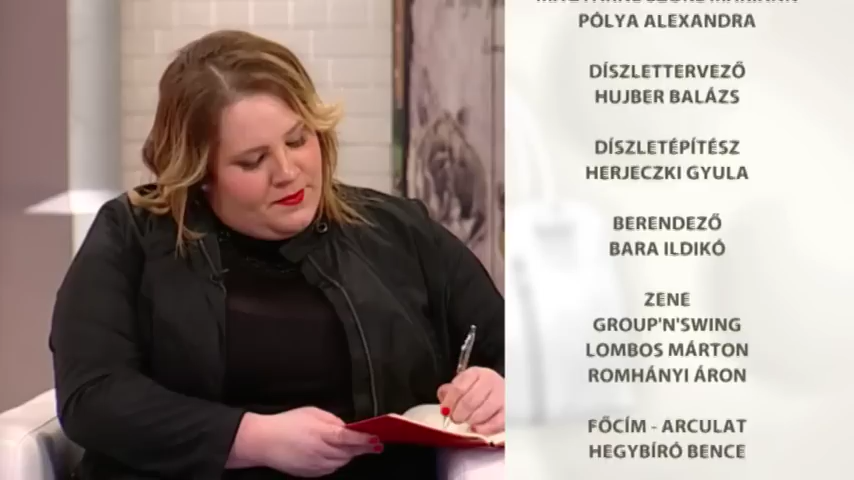 PÓLYA ALEXANDRA
DÍSZLETTERVEZŐ
HUJBER BALÁZS
DÍSZLETÉPÍTÉSZ
HERJECZKI GYULA
BERENDEZŐ
BARA ILDIKÓ
ZENE
GROUP'N'SWING
LOMBOS MÁRTON
ROMHÁNYI ÁRON
FŐCÍM - ARCULAT
HEGYBÍRÓ BENCE